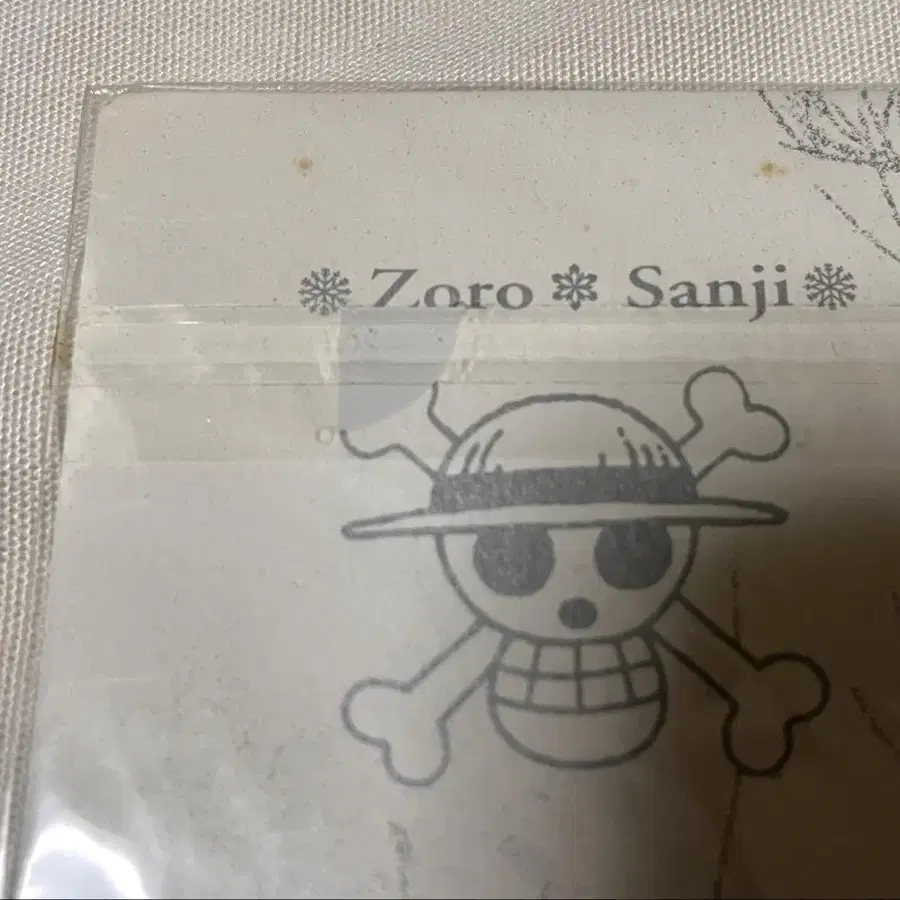 ❄ Zoro ❄ Sanji ❄